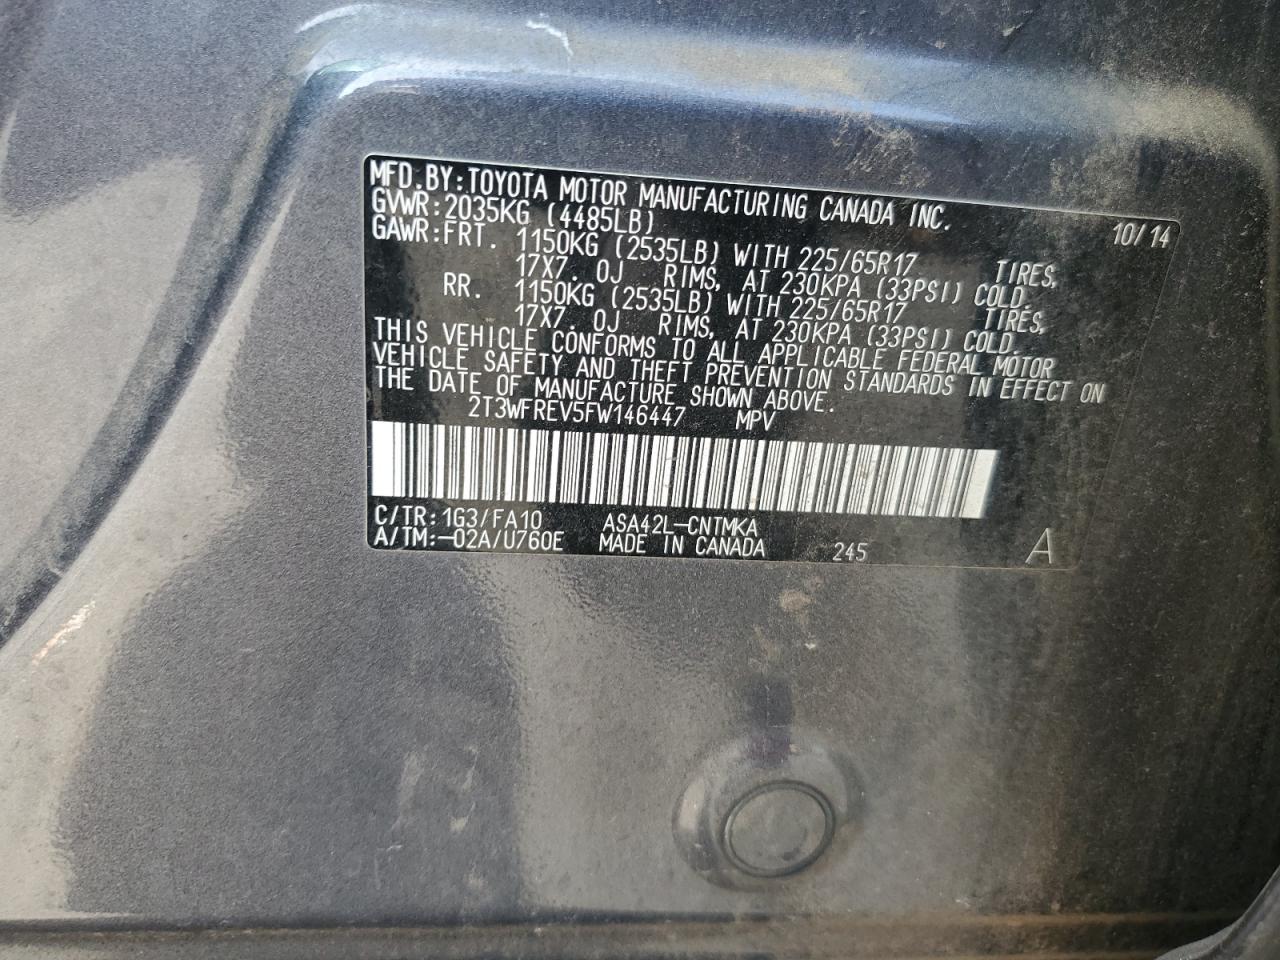 MFD.BY:TOYOTA MOTOR MANUFACTURING CANADA INC.
GVWR:2035KG (4485LB) 10/14
GAWR:FRT. 1150KG (2535LB) WITH 225/65R17 TIRES,
17X7.0J RIMS, AT 230KPA (33PSI) COLD.
RR. 1150KG (2535LB) WITH 225/65R17 TIRES,
17X7.0J RIMS, AT 230KPA (33PSI) COLD.
THIS VEHICLE CONFORMS TO ALL APPLICABLE FEDERAL MOTOR
VEHICLE SAFETY AND THEFT PREVENTION STANDARDS IN EFFECT ON
THE DATE OF MANUFACTURE SHOWN ABOVE.
2T3WFREV5FW146447 MPV
C/TR:1G3/FA10 ASA42L-CNTMKA
A/TM:-02A/U760E MADE IN CANADA 245 A